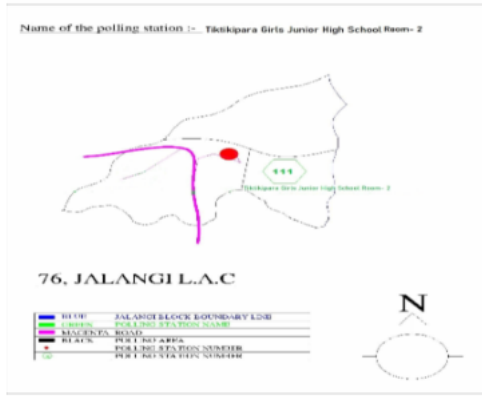 Name of the polling station :- Tiktikipara Girls Junior High School Room- 2
111
Tiktikipara Girls Junior High School Room- 2
76, JALANGI L.A.C
N
BLUE JALANGI BLOCK BOUNDARY LINE
GREEN POLLING STATION NAME
MAGENTA ROAD
BLACK POLLING AREA
POLLING STATION NUMBER
POLLING STATION NUMBER